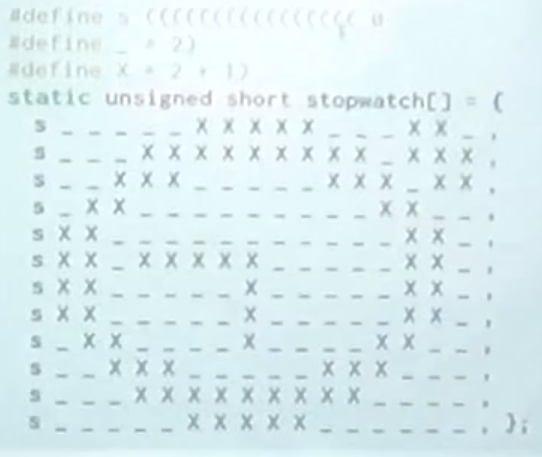 #define s (((((((((((((((( 0
#define _ * 2)
#define X * 2 + 1)
static unsigned short stopwatch[] = {
s _ _ _ _ _ X X X X X _ _ _ X X _ ,
s _ _ _ X X X X X X X X X _ X X X ,
s _ _ X X X _ _ _ _ _ X X X _ X X ,
s _ X X _ _ _ _ _ _ _ _ _ X X _ _ ,
s X X _ _ _ _ _ _ _ _ _ _ _ X X _ ,
s X X _ X X X X X _ _ _ _ _ X X _ ,
s X X _ _ _ _ _ X _ _ _ _ _ X X _ ,
s X X _ _ _ _ _ X _ _ _ _ _ X X _ ,
s _ X X _ _ _ _ X _ _ _ _ X X _ _ ,
s _ _ X X X _ _ _ _ _ X X X _ _ _ ,
s _ _ _ X X X X X X X X X _ _ _ _ ,
s _ _ _ _ _ X X X X X _ _ _ _ _ _ , };